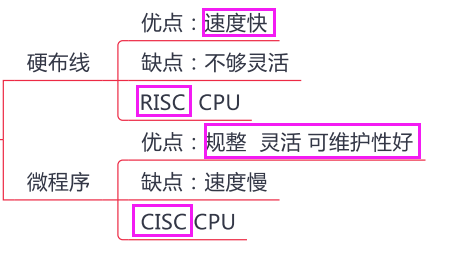 优点：速度快
硬布线
缺点：不够灵活
RISC CPU
优点：规整 灵活 可维护性好
微程序
缺点：速度慢
CISC CPU